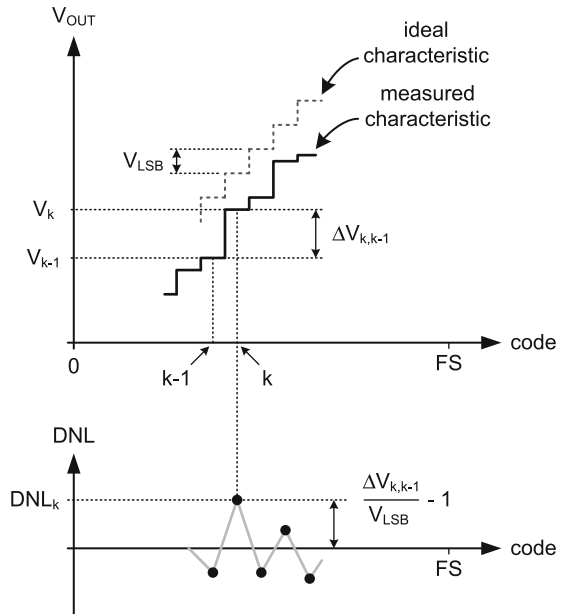 V_OUT
ideal
characteristic
measured
characteristic
V_LSB
V_k
ΔV_k,k-1
V_k-1
0
k-1
k
FS
code
DNL
DNL_k
ΔV_k,k-1
V_LSB
- 1
FS
code